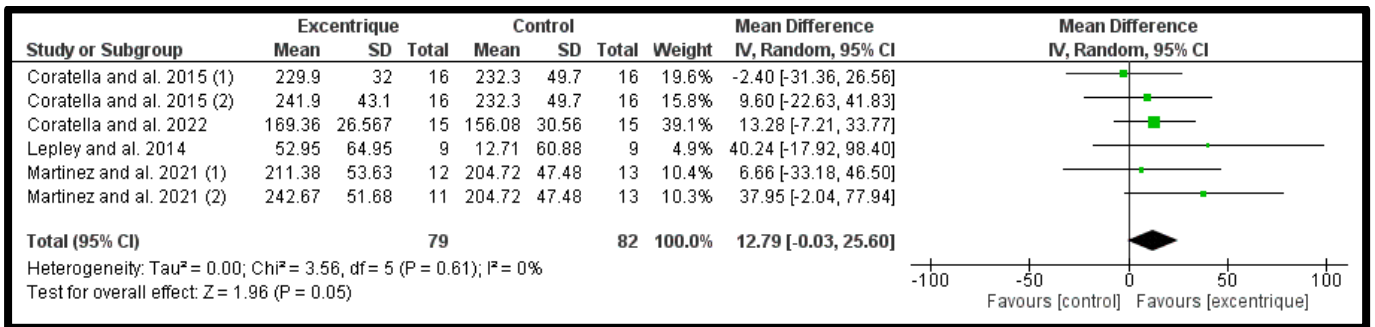 Excentrique Control Mean Difference Mean Difference
Study or Subgroup Mean SD Total Mean SD Total Weight IV, Random, 95% CI IV, Random, 95% CI
Coratella and al. 2015 (1) 229.9 32 16 232.3 49.7 16 19.6% -2.40 [-31.36, 26.56]
Coratella and al. 2015 (2) 241.9 43.1 16 232.3 49.7 16 15.8% 9.60 [-22.63, 41.83]
Coratella and al. 2022 169.36 26.567 15 156.08 30.56 15 39.1% 13.28 [-7.21, 33.77]
Lepley and al. 2014 52.95 64.95 9 12.71 60.88 9 4.9% 40.24 [-17.92, 98.40]
Martinez and al. 2021 (1) 211.38 53.63 12 204.72 47.48 13 10.4% 6.66 [-33.18, 46.50]
Martinez and al. 2021 (2) 242.67 51.68 11 204.72 47.48 13 10.3% 37.95 [-2.04, 77.94]
Total (95% CI) 79 82 100.0% 12.79 [-0.03, 25.60]
Heterogeneity: Tau² = 0.00; Chi² = 3.56, df = 5 (P = 0.61); I² = 0%
Test for overall effect: Z = 1.96 (P = 0.05)
-100 -50 0 50 100
Favours [control] Favours [excentrique]